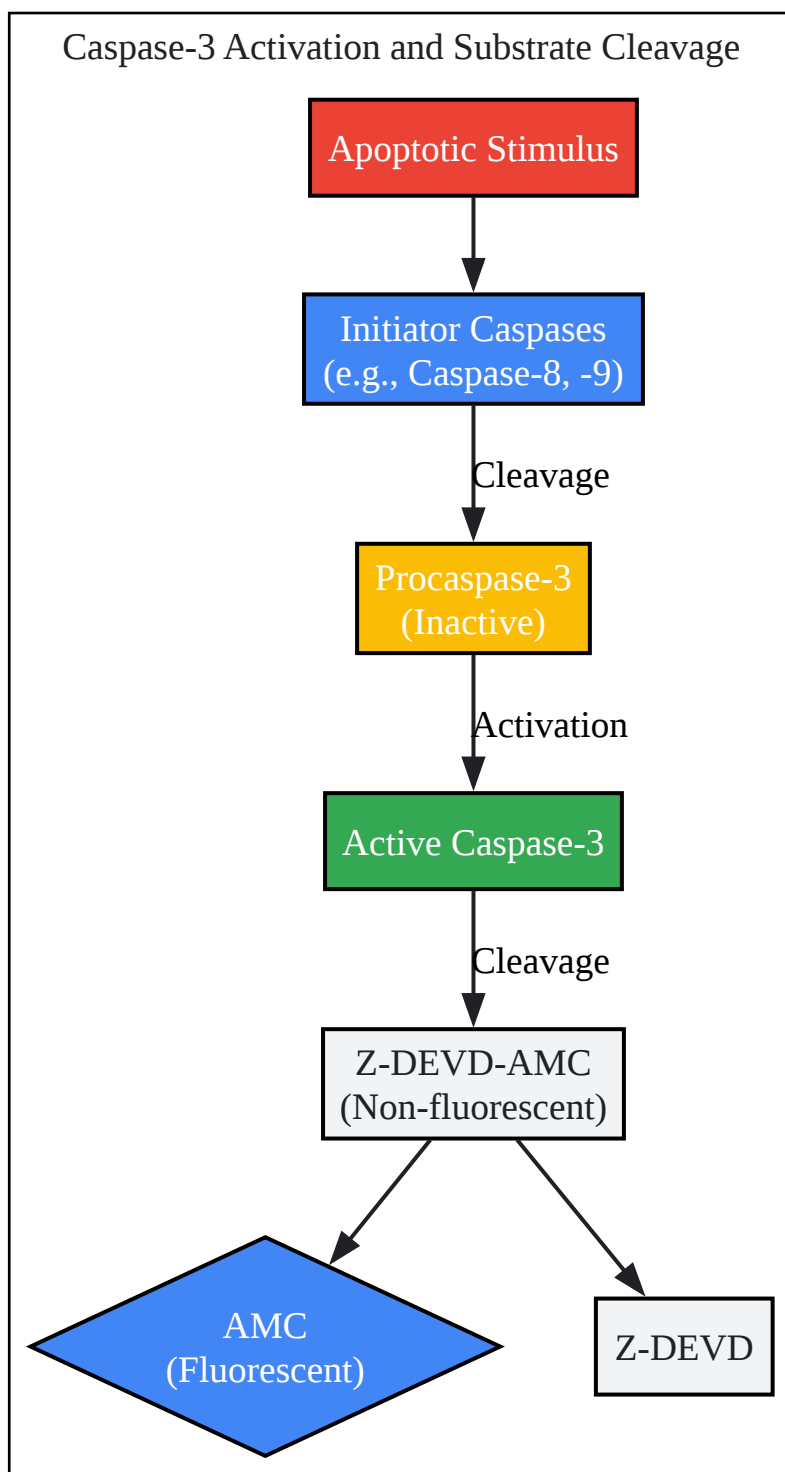 Caspase-3 Activation and Substrate Cleavage
Apoptotic Stimulus
Initiator Caspases
(e.g., Caspase-8, -9)
Cleavage
Procaspase-3
(Inactive)
Activation
Active Caspase-3
Cleavage
Z-DEVD-AMC
(Non-fluorescent)
AMC
(Fluorescent)
Z-DEVD